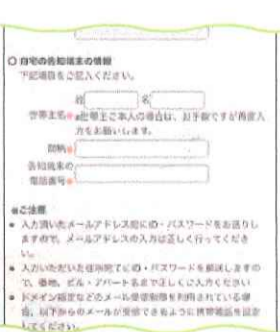 ○ 自宅の告知端末の情報
下記項目をご記入ください。
姓 名
世帯主名※ ※世帯主ご本人の場合は、お手数ですが再度入
力をお願いします。
告知端末の
電話番号※
※ご注意
● 入力頂いたメールアドレス宛にID・パスワードをお送りし
ますので、メールアドレスの入力は正しく行ってくださ
い。
● 入力いただいた住所宛てにID・パスワードを郵送しますの
で、番地、ビル・アパート名まで正しくご入力ください
● ドメイン指定などのメール受信制限を利用されている場
合、以下からのメールが受信できるように携帯電話を設定
してください。